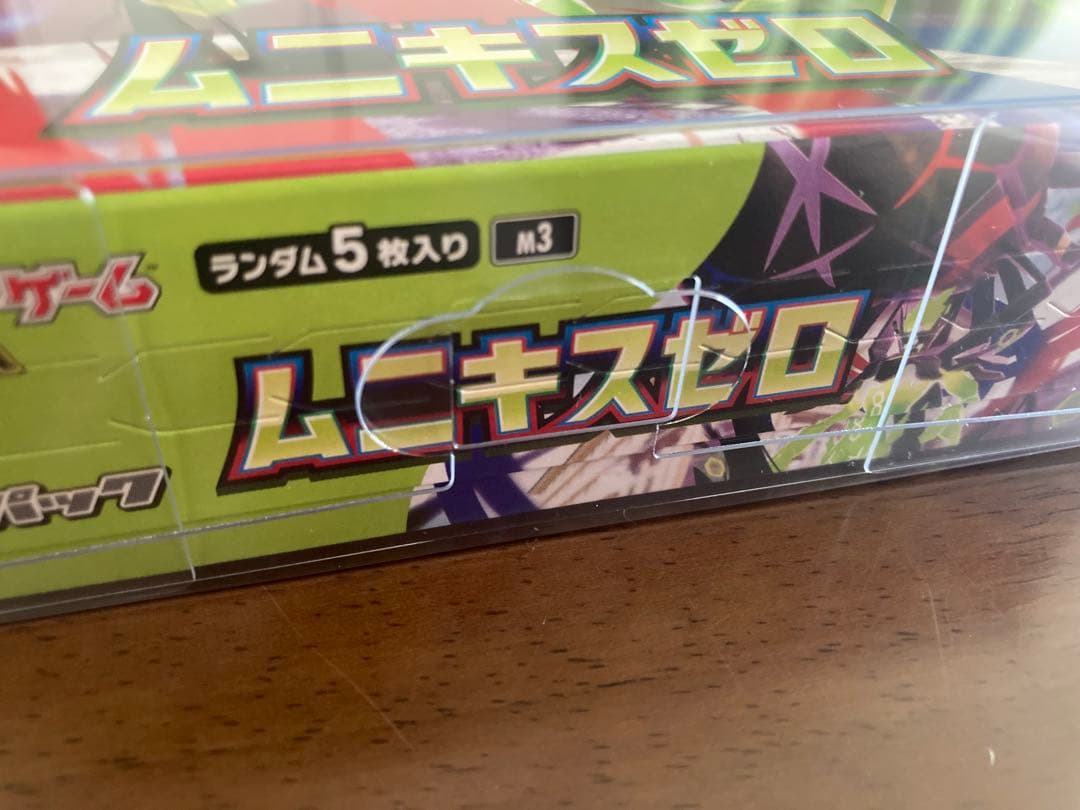 ムニキスゼロ
ランダム5枚入り M3
ゲーム
ムニキスゼロ
パック